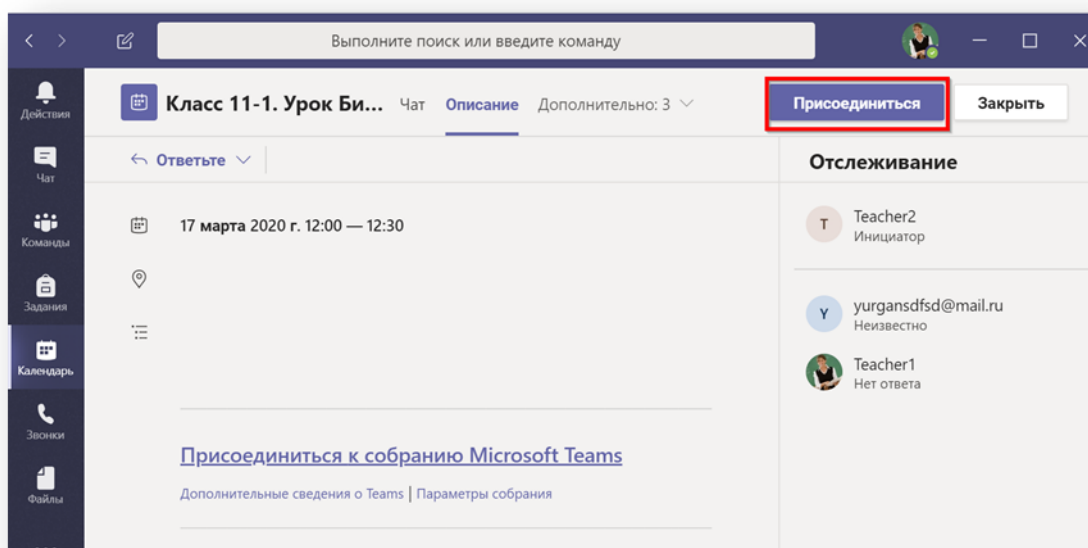 Выполните поиск или введите команду
Действия
Чат
Команды
Задания
Календарь
Звонки
Файлы
Класс 11-1. Урок Би... Чат Описание Дополнительно: 3
Присоединиться Закрыть
Ответьте
17 марта 2020 г. 12:00 — 12:30
Присоединиться к собранию Microsoft Teams
Дополнительные сведения о Teams | Параметры собрания
Отслеживание
T
Teacher2
Инициатор
Y
yurgansdfsd@mail.ru
Неизвестно
Teacher1
Нет ответа